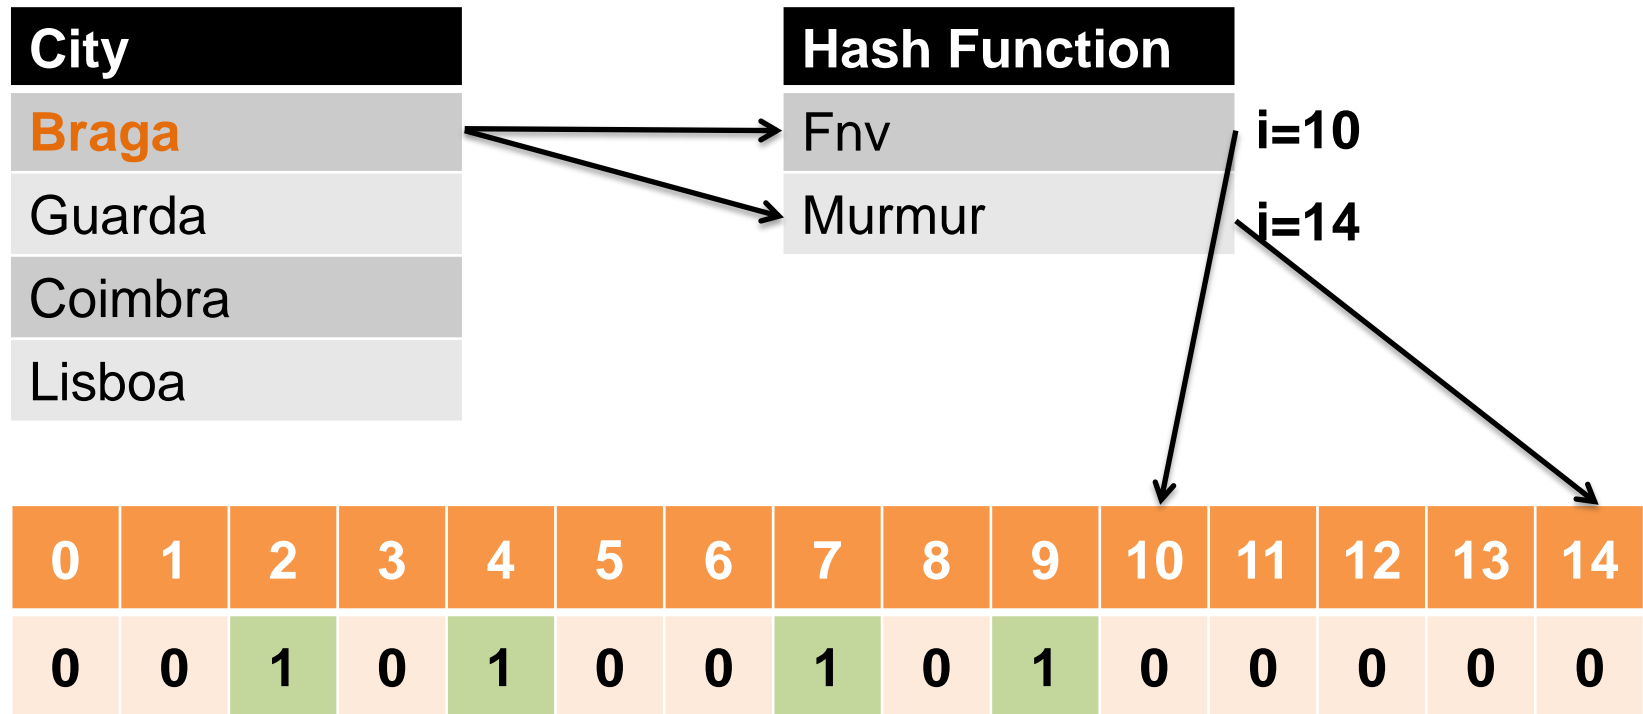 City
Braga
Guarda
Coimbra
Lisboa
Hash Function
Fnv
Murmur
i=10
i=14
0 1 2 3 4 5 6 7 8 9 10 11 12 13 14
0 0 1 0 1 0 0 1 0 1 0 0 0 0 0